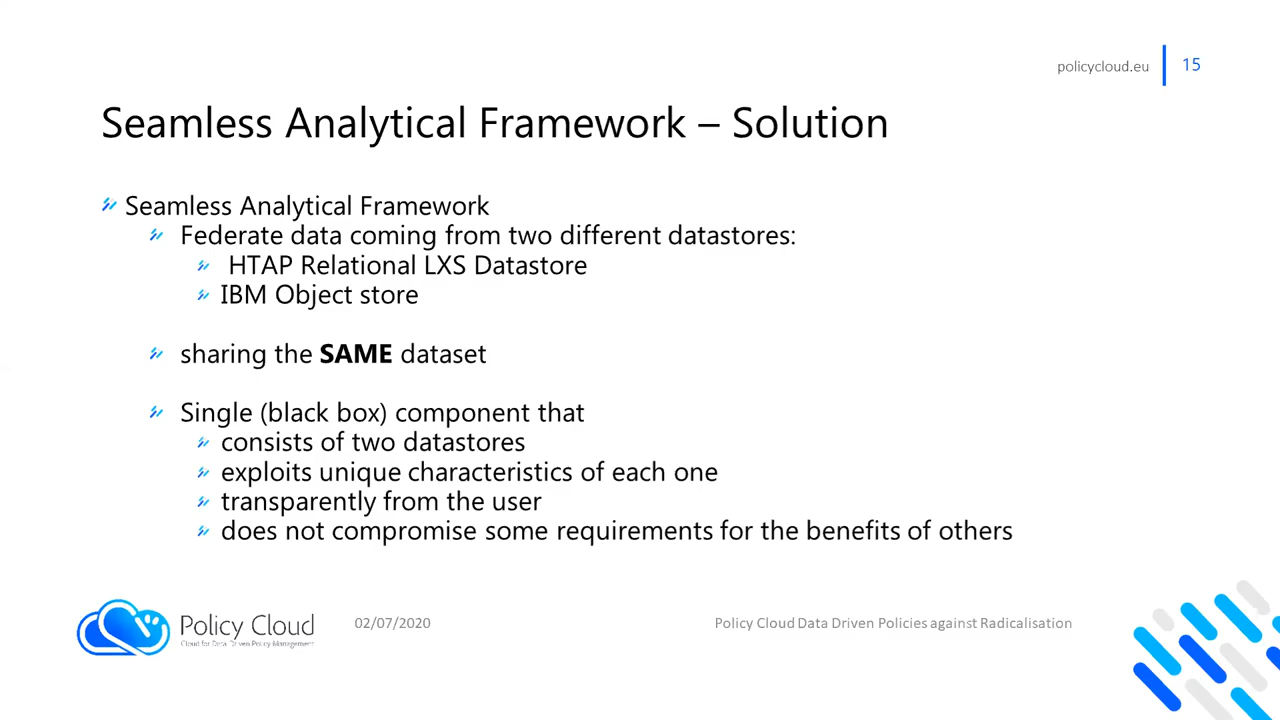 policycloud.eu
15
Seamless Analytical Framework – Solution
Seamless Analytical Framework
Federate data coming from two different datastores:
HTAP Relational LXS Datastore
IBM Object store
sharing the SAME dataset
Single (black box) component that
consists of two datastores
exploits unique characteristics of each one
transparently from the user
does not compromise some requirements for the benefits of others
Policy Cloud
Cloud for Data Driven Policy Management
02/07/2020
Policy Cloud Data Driven Policies against Radicalisation